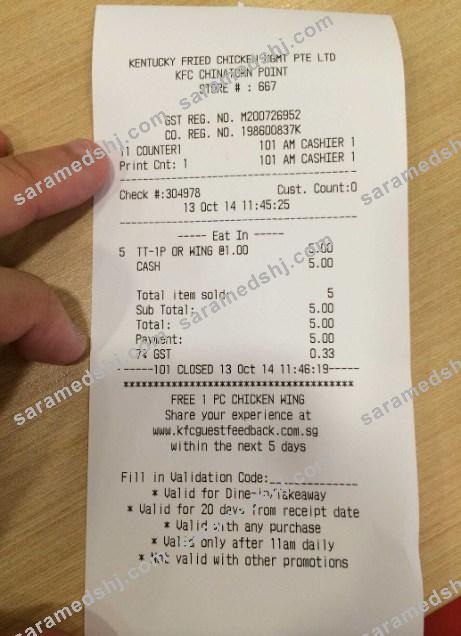 KENTUCKY FRIED CHICKEN MGMT PTE LTD
KFC CHINATOWN POINT
STORE # : 667
GST REG. NO. M200726952
CO. REG. NO. 198600837K
11 COUNTER1 101 AM CASHIER 1
Print Cnt: 1 101 AM CASHIER 1
Check #:304978 Cust. Count:0
13 Oct 14 11:45:25
----- Eat In -----
5 TT-1P OR WING @1.00 5.00
CASH 5.00
Total item sold: 5
Sub Total: 5.00
Total: 5.00
Payment: 5.00
7% GST 0.33
------101 CLOSED 13 Oct 14 11:46:19-----
****************************************
FREE 1 PC CHICKEN WING
Share your experience at
www.kfcguestfeedback.com.sg
within the next 5 days
Fill in Validation Code:_____________
* Valid for Dine-in/Takeaway
* Valid for 20 days from receipt date
* Valid with any purchase
* Valid only after 11am daily
* Not valid with other promotions
saramedshj.com
saramedshj.com
saramedshj.com
saramedshj.com
saramedshj.com
saramedshj.com
saramedshj.com
saramedshj.com
saramedshj.com